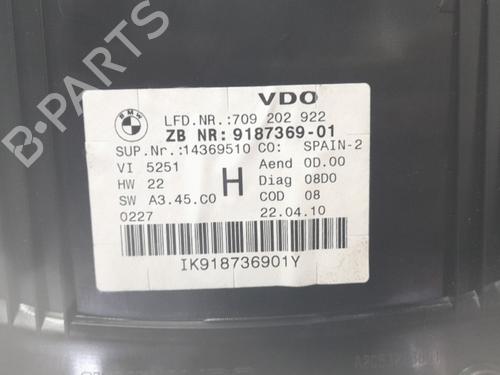 B-PARTS
VDO
BMW
LFD.NR.:709 202 922
ZB NR:9187369-01
SUP.Nr.:14369510 CO: SPAIN-2
VI 5251 Aend 0D.00
HW 22 H Diag 08D0
SW A3.45.C0 COD 08
0227 22.04.10
IK918736901Y